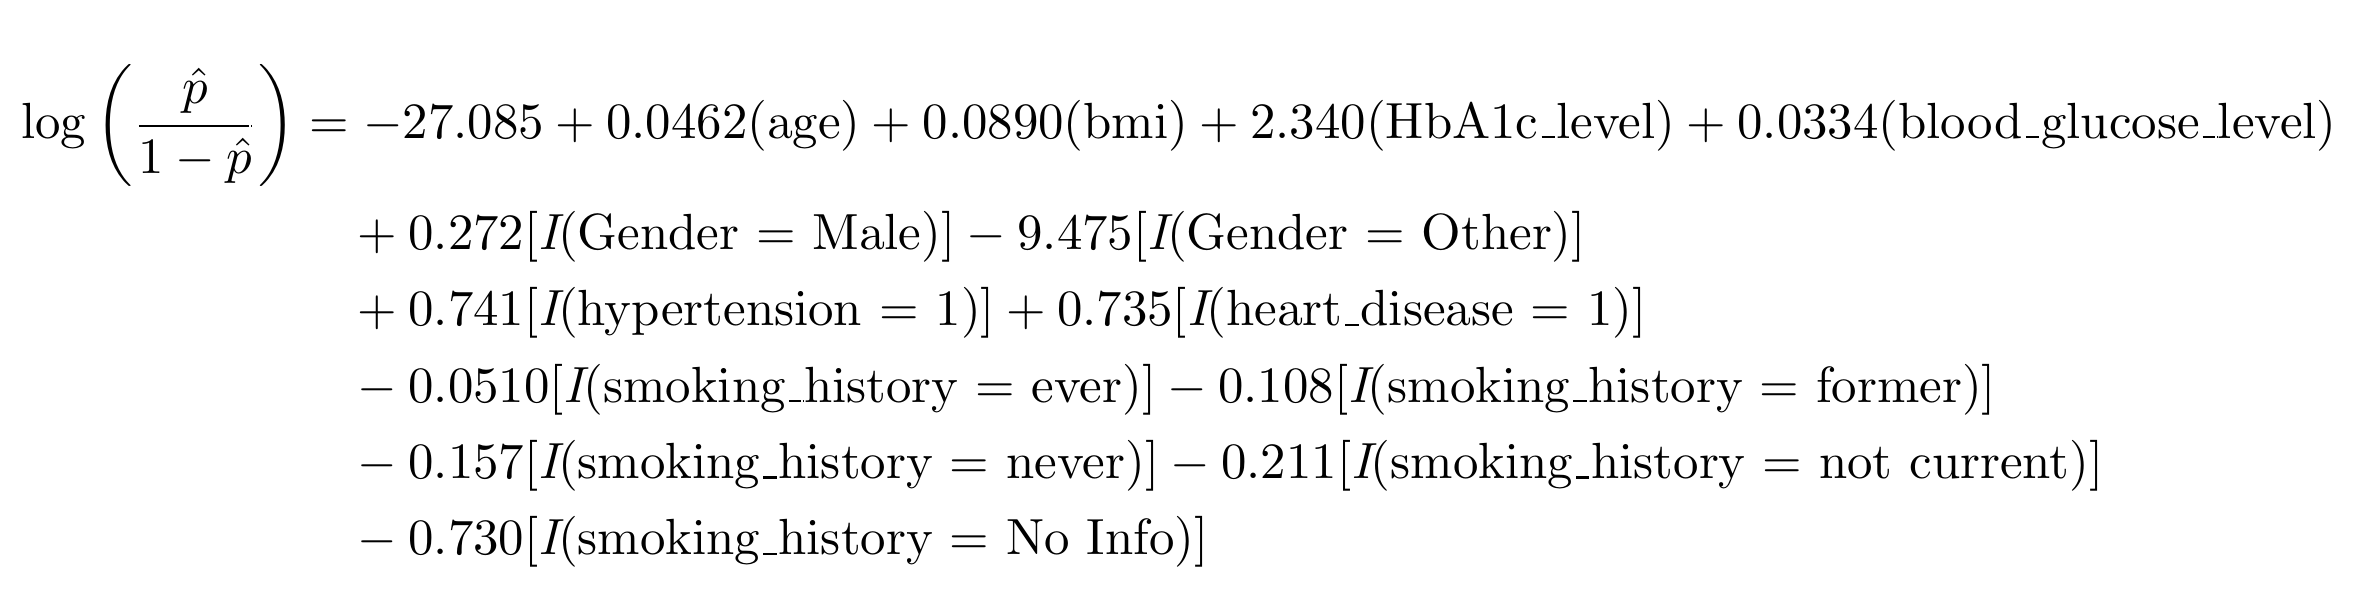 log(p̂/(1 − p̂)) = −27.085 + 0.0462(age) + 0.0890(bmi) + 2.340(HbA1c_level) + 0.0334(blood_glucose_level)
+ 0.272[I(Gender = Male)] − 9.475[I(Gender = Other)]
+ 0.741[I(hypertension = 1)] + 0.735[I(heart_disease = 1)]
− 0.0510[I(smoking_history = ever)] − 0.108[I(smoking_history = former)]
− 0.157[I(smoking_history = never)] − 0.211[I(smoking_history = not current)]
− 0.730[I(smoking_history = No Info)]